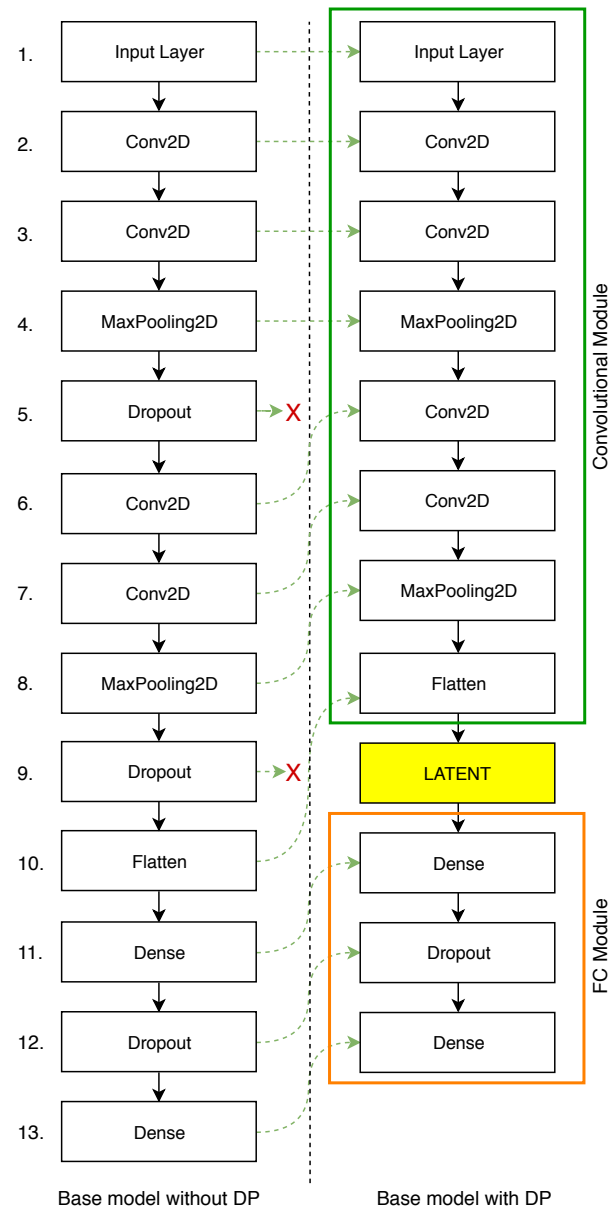 1.
Input Layer
Input Layer
2.
Conv2D
Conv2D
3.
Conv2D
Conv2D
4.
MaxPooling2D
MaxPooling2D
5.
Dropout
X
Conv2D
6.
Conv2D
Conv2D
7.
Conv2D
MaxPooling2D
8.
MaxPooling2D
Flatten
9.
Dropout
X
LATENT
10.
Flatten
Dense
11.
Dense
Dropout
12.
Dropout
Dense
13.
Dense
Convolutional Module
FC Module
Base model without DP
Base model with DP